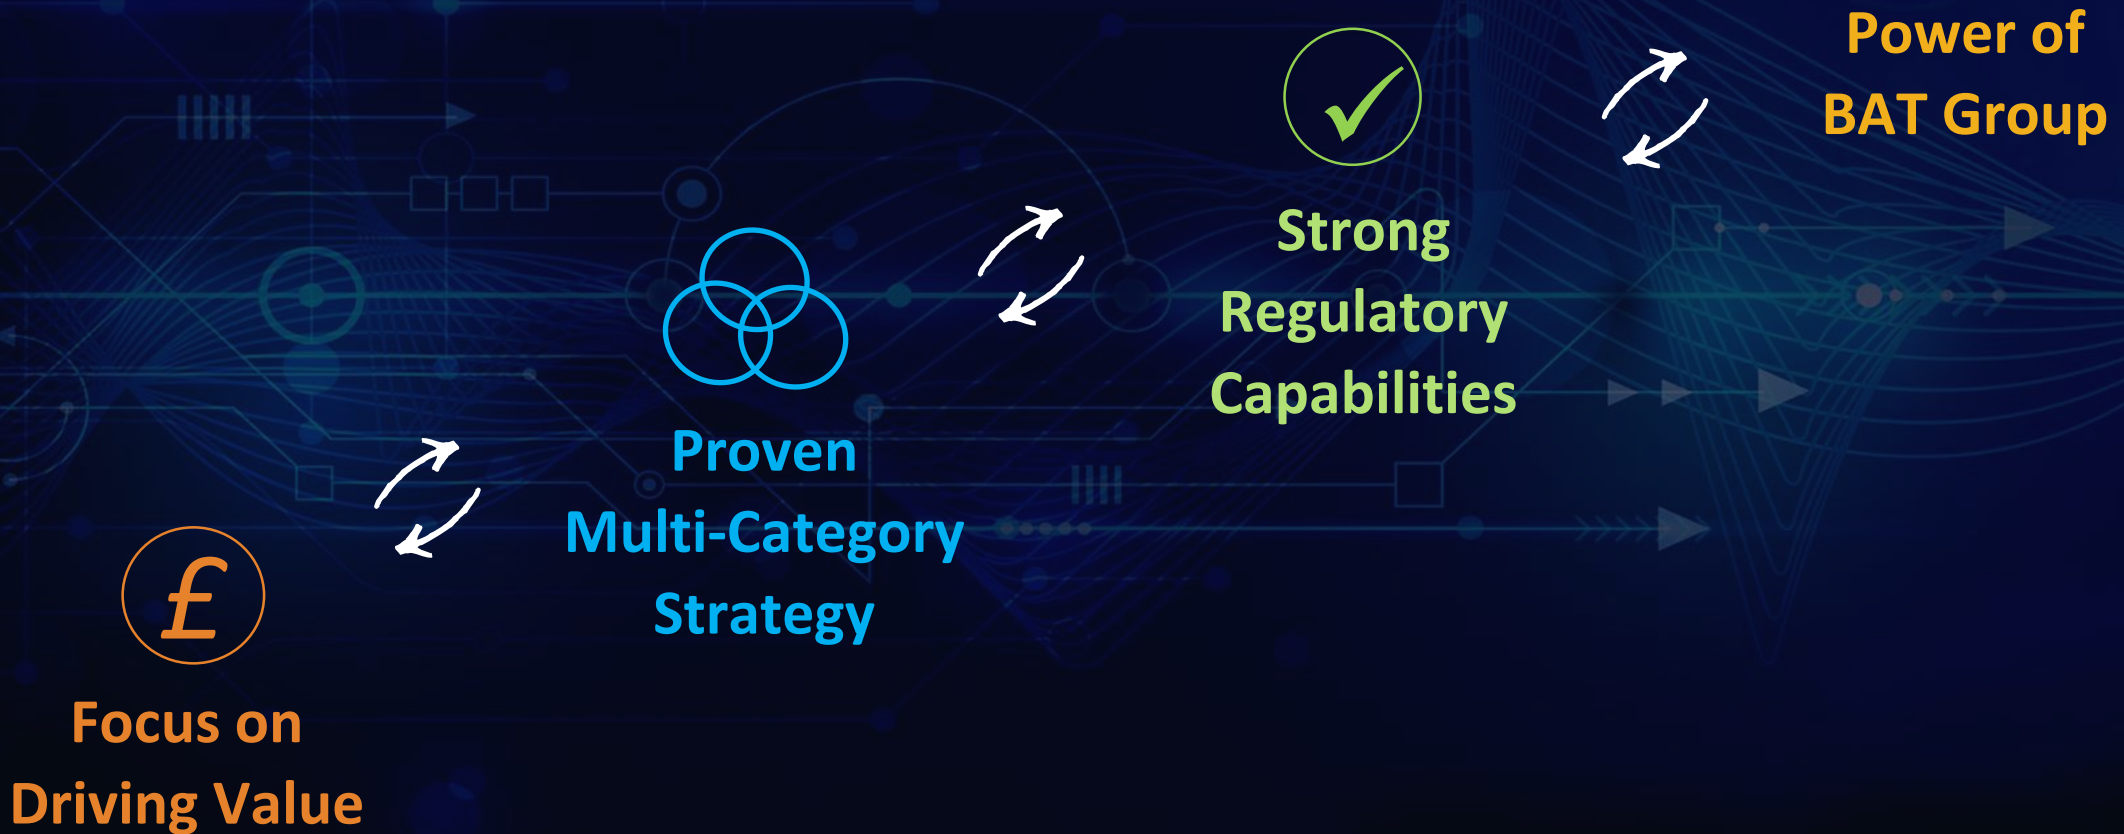 £
Focus on
Driving Value
Proven
Multi-Category
Strategy
Strong
Regulatory
Capabilities
Power of
BAT Group